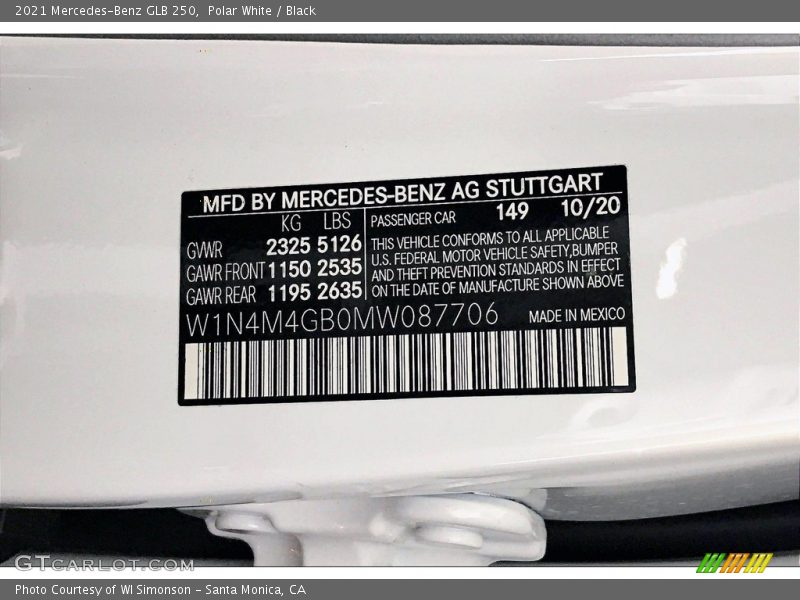 2021 Mercedes-Benz GLB 250, Polar White / Black
MFD BY MERCEDES-BENZ AG STUTTGART
KG LBS PASSENGER CAR 149 10/20
GVWR 2325 5126
GAWR FRONT 1150 2535
GAWR REAR 1195 2635
THIS VEHICLE CONFORMS TO ALL APPLICABLE
U.S. FEDERAL MOTOR VEHICLE SAFETY,BUMPER
AND THEFT PREVENTION STANDARDS IN EFFECT
ON THE DATE OF MANUFACTURE SHOWN ABOVE
W1N4M4GB0MW087706 MADE IN MEXICO
GTCARLOT.COM
Photo Courtesy of WI Simonson - Santa Monica, CA